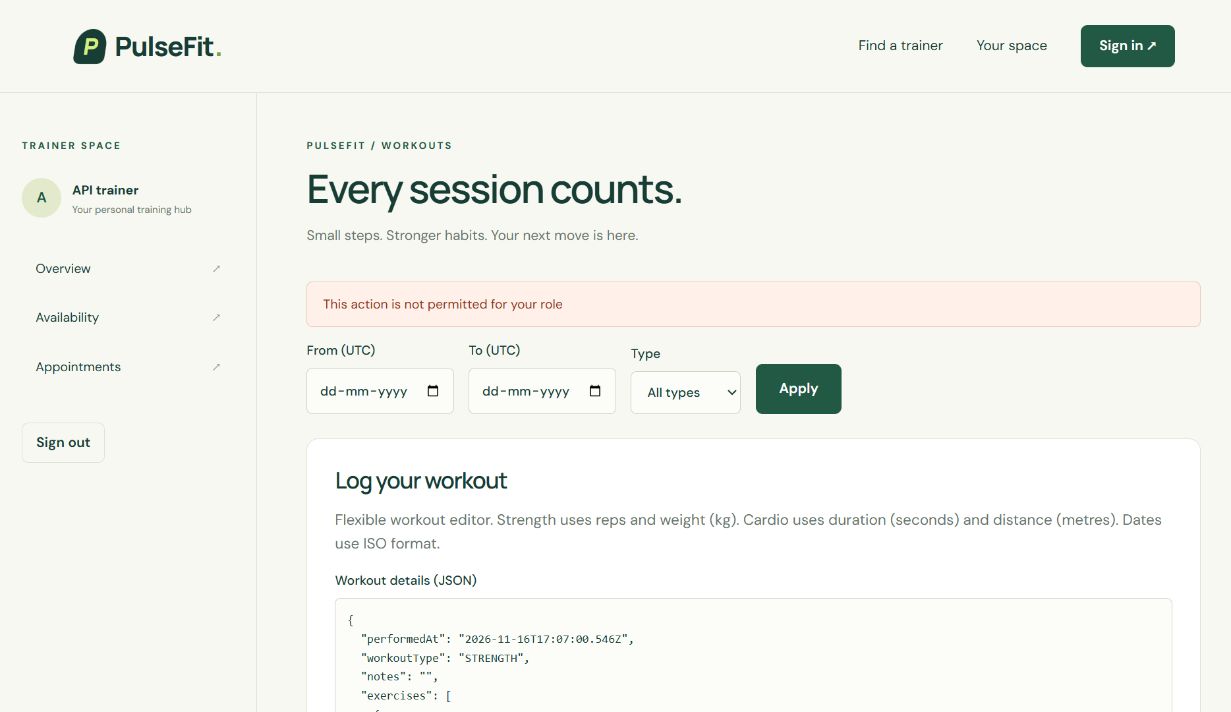 P PulseFit.
Find a trainer
Your space
Sign in ↗
TRAINER SPACE
A
API trainer
Your personal training hub
Overview ↗
Availability ↗
Appointments ↗
Sign out
PULSEFIT / WORKOUTS
Every session counts.
Small steps. Stronger habits. Your next move is here.
This action is not permitted for your role
From (UTC)
To (UTC)
Type
dd-mm-yyyy
dd-mm-yyyy
All types
Apply
Log your workout
Flexible workout editor. Strength uses reps and weight (kg). Cardio uses duration (seconds) and distance (metres). Dates
use ISO format.
Workout details (JSON)
{
"performedAt": "2026-11-16T17:07:00.546Z",
"workoutType": "STRENGTH",
"notes": "",
"exercises": [